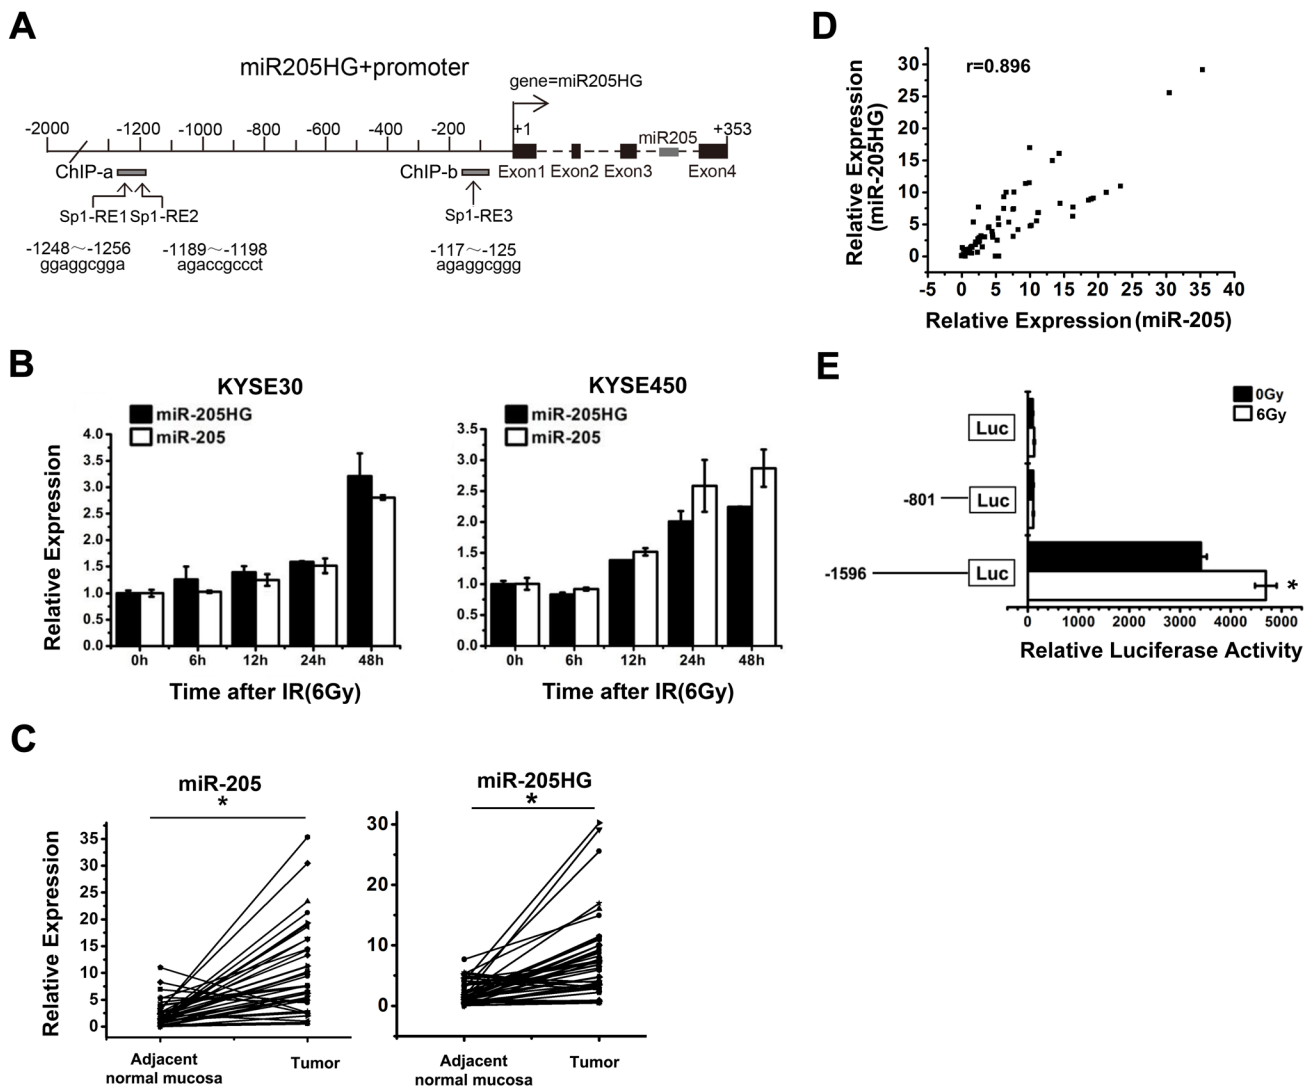 A
miR205HG+promoter
gene=miR205HG
-2000 -1200 -1000 -800 -600 -400 -200 +1 miR205 +353
ChIP-a ChIP-b Exon1 Exon2 Exon3 Exon4
Sp1-RE1 Sp1-RE2 Sp1-RE3
-1248～-1256 -1189～-1198 -117～-125
ggaggcgga agaccgccct agaggcggg
D
r=0.896
Relative Expression
(miR-205HG)
30
25
20
15
10
5
0
-5 0 5 10 15 20 25 30 35 40
Relative Expression (miR-205)
B
KYSE30
miR-205HG
miR-205
Relative Expression
4.0
3.5
3.0
2.5
2.0
1.5
1.0
0.5
0.0
0h 6h 12h 24h 48h
Time after IR(6Gy)
KYSE450
miR-205HG
miR-205
3.5
3.0
2.5
2.0
1.5
1.0
0.5
0.0
0h 6h 12h 24h 48h
Time after IR(6Gy)
E
0Gy
6Gy
Luc
-801 Luc
-1596 Luc
*
0 1000 2000 3000 4000 5000
Relative Luciferase Activity
C
miR-205
*
Relative Expression
35
30
25
20
15
10
5
0
Adjacent
normal mucosa
Tumor
miR-205HG
*
30
20
10
0
Adjacent
normal mucosa
Tumor